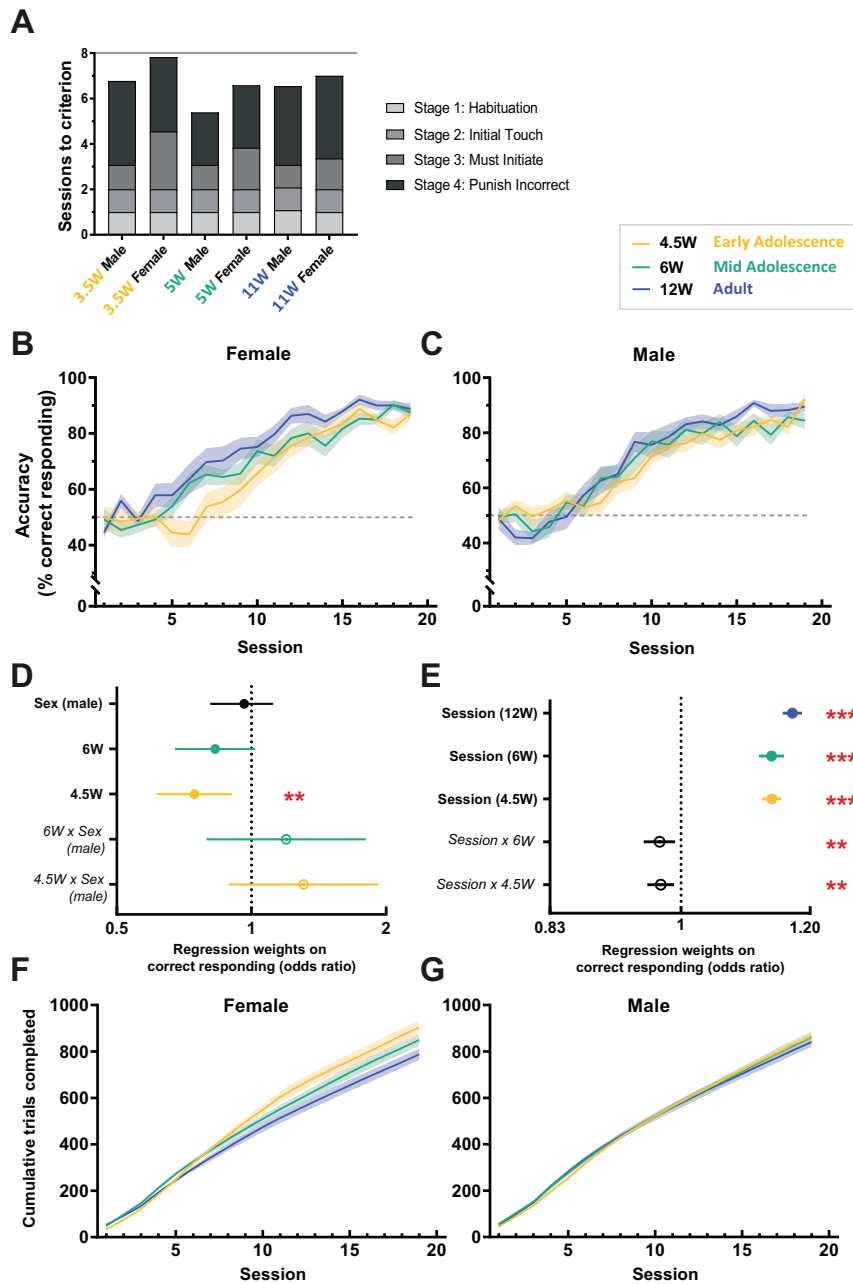 A
8
6
4
2
0
Sessions to criterion
3.5W Male
3.5W Female
5W Male
5W Female
11W Male
11W Female
Stage 1: Habituation
Stage 2: Initial Touch
Stage 3: Must Initiate
Stage 4: Punish Incorrect
4.5W Early Adolescence
6W Mid Adolescence
12W Adult
B
Female
100
80
60
40
0
Accuracy
(% correct responding)
5 10 15 20
Session
C
Male
100
80
60
40
0
5 10 15 20
Session
D
Sex (male)
6W
4.5W
**
6W x Sex
(male)
4.5W x Sex
(male)
0.5 1 2
Regression weights on
correct responding (odds ratio)
E
Session (12W) ***
Session (6W) ***
Session (4.5W) ***
Session x 6W **
Session x 4.5W **
0.83 1 1.20
Regression weights on
correct responding (odds ratio)
F
Female
1000
800
600
400
200
0
Cumulative trials completed
5 10 15 20
Session
G
Male
1000
800
600
400
200
0
5 10 15 20
Session